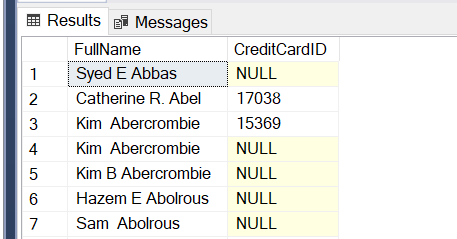 Results Messages
FullName CreditCardID
1 Syed E Abbas NULL
2 Catherine R. Abel 17038
3 Kim  Abercrombie 15369
4 Kim  Abercrombie NULL
5 Kim B Abercrombie NULL
6 Hazem E Abolrous NULL
7 Sam  Abolrous NULL